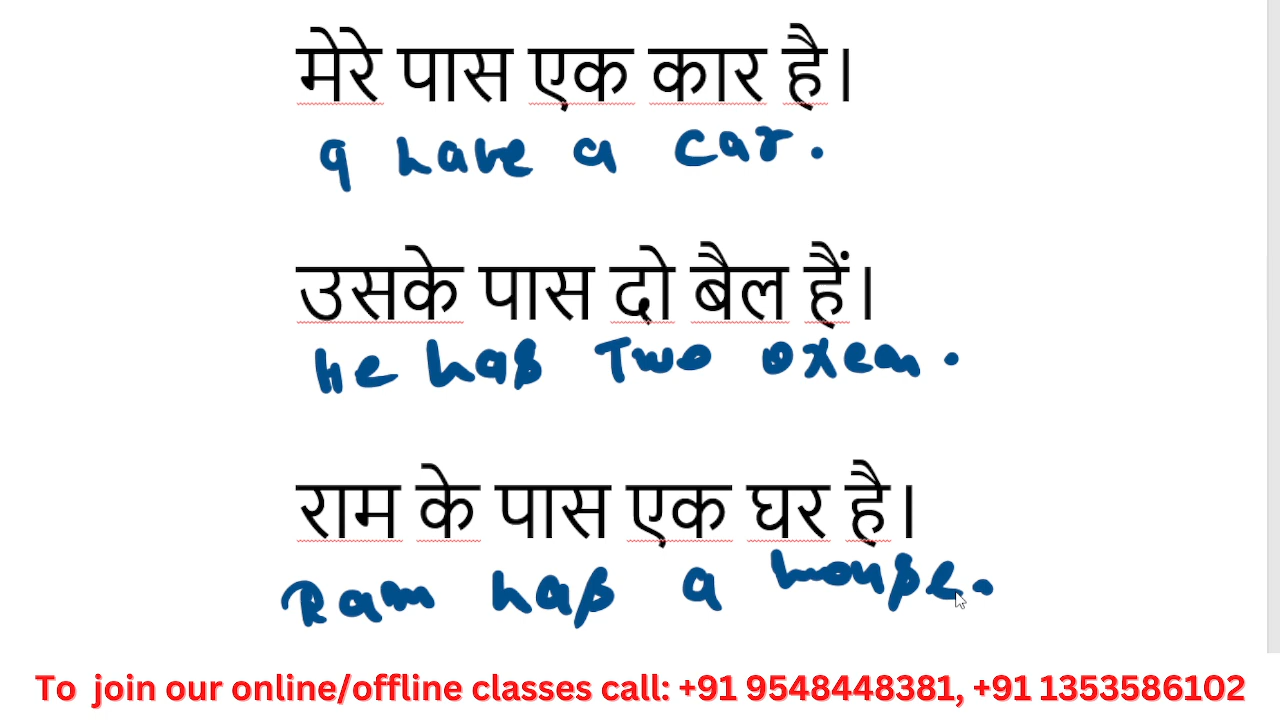 मेरे पास एक कार है।
I have a car.
उसके पास दो बैल हैं।
He has Two oxen.
राम के पास एक घर है।
Ram has a house.
To join our online/offline classes call: +91 9548448381, +91 1353586102